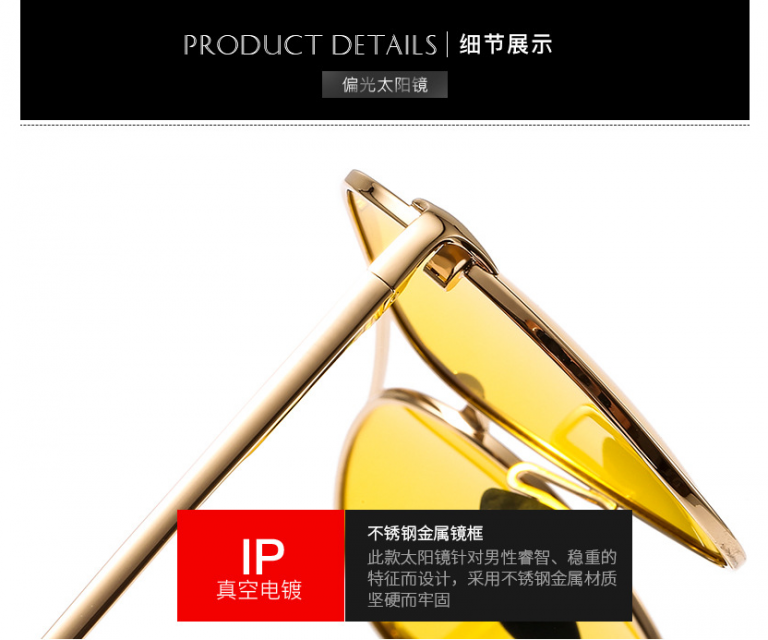 PRODUCT DETAILS | 细节展示
偏光太阳镜
IP
真空电镀
不锈钢金属镜框
此款太阳镜针对男性睿智、稳重的
特征而设计，采用不锈钢金属材质
坚硬而牢固